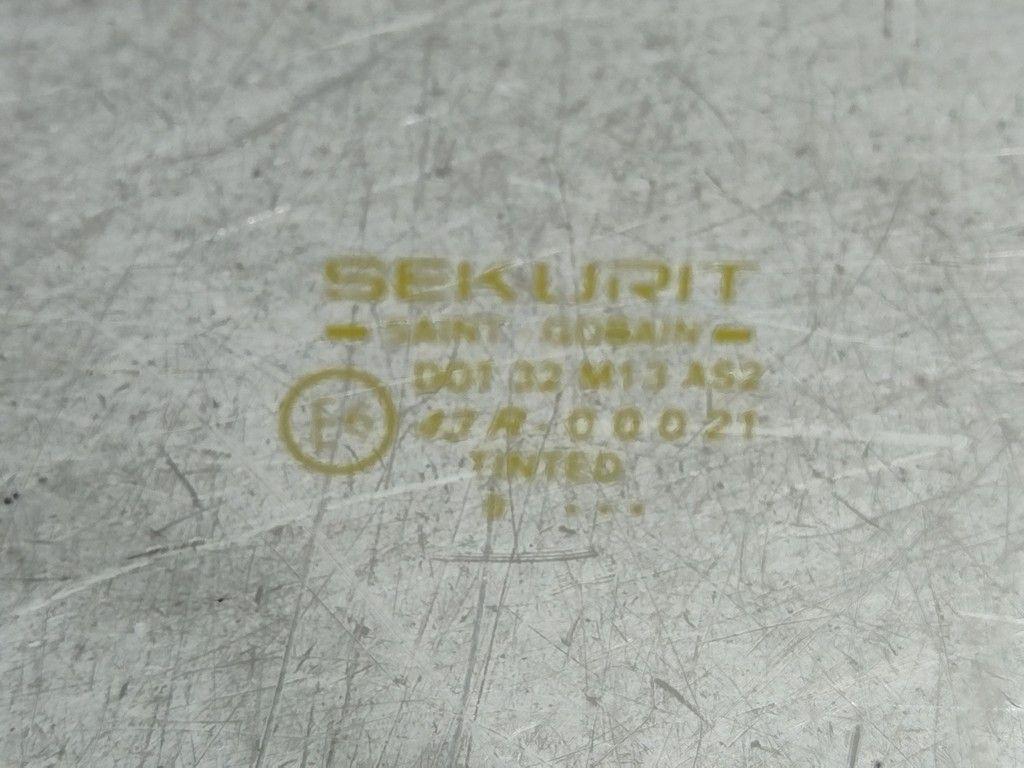 SEKURIT
SAINT - GOBAIN
DOT 32 M13 AS2
E6
43R-00021
TINTED